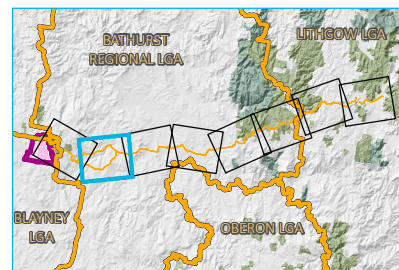 BATHURST
REGIONAL LGA
LITHGOW LGA
BLAYNEY
LGA
OBERON LGA